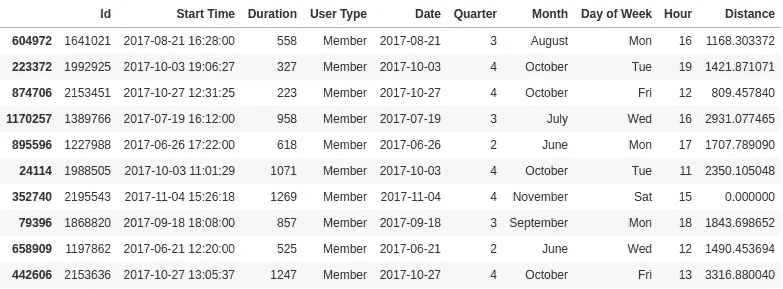 Id Start Time Duration User Type Date Quarter Month Day of Week Hour Distance
604972 1641021 2017-08-21 16:28:00 558 Member 2017-08-21 3 August Mon 16 1168.303372
223372 1992925 2017-10-03 19:06:27 327 Member 2017-10-03 4 October Tue 19 1421.871071
874706 2153451 2017-10-27 12:31:25 223 Member 2017-10-27 4 October Fri 12 809.457840
1170257 1389766 2017-07-19 16:12:00 958 Member 2017-07-19 3 July Wed 16 2931.077465
895596 1227988 2017-06-26 17:22:00 618 Member 2017-06-26 2 June Mon 17 1707.789090
24114 1988505 2017-10-03 11:01:29 1071 Member 2017-10-03 4 October Tue 11 2350.105048
352740 2195543 2017-11-04 15:26:18 1269 Member 2017-11-04 4 November Sat 15 0.000000
79396 1868820 2017-09-18 18:08:00 857 Member 2017-09-18 3 September Mon 18 1843.698652
658909 1197862 2017-06-21 12:20:00 525 Member 2017-06-21 2 June Wed 12 1490.453694
442606 2153636 2017-10-27 13:05:37 1247 Member 2017-10-27 4 October Fri 13 3316.880040